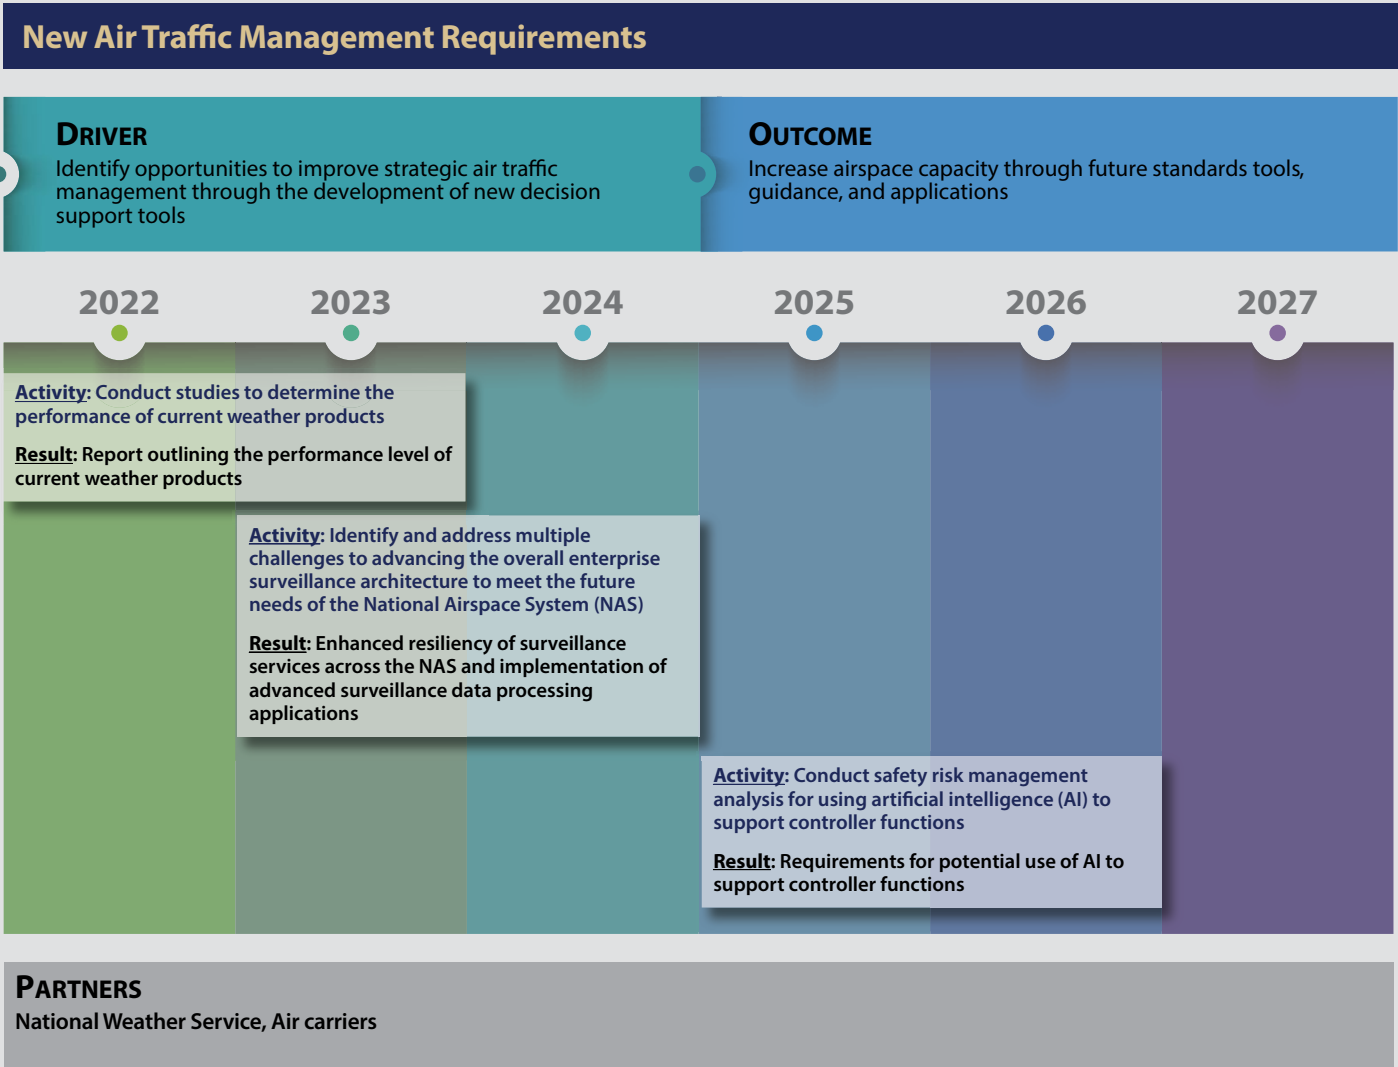 New Air Traffic Management Requirements
DRIVER
Identify opportunities to improve strategic air traffic
management through the development of new decision
support tools
OUTCOME
Increase airspace capacity through future standards tools,
guidance, and applications
2022
2023
2024
2025
2026
2027
Activity: Conduct studies to determine the
performance of current weather products
Result: Report outlining the performance level of
current weather products
Activity: Identify and address multiple
challenges to advancing the overall enterprise
surveillance architecture to meet the future
needs of the National Airspace System (NAS)
Result: Enhanced resiliency of surveillance
services across the NAS and implementation of
advanced surveillance data processing
applications
Activity: Conduct safety risk management
analysis for using artificial intelligence (AI) to
support controller functions
Result: Requirements for potential use of AI to
support controller functions
PARTNERS
National Weather Service, Air carriers